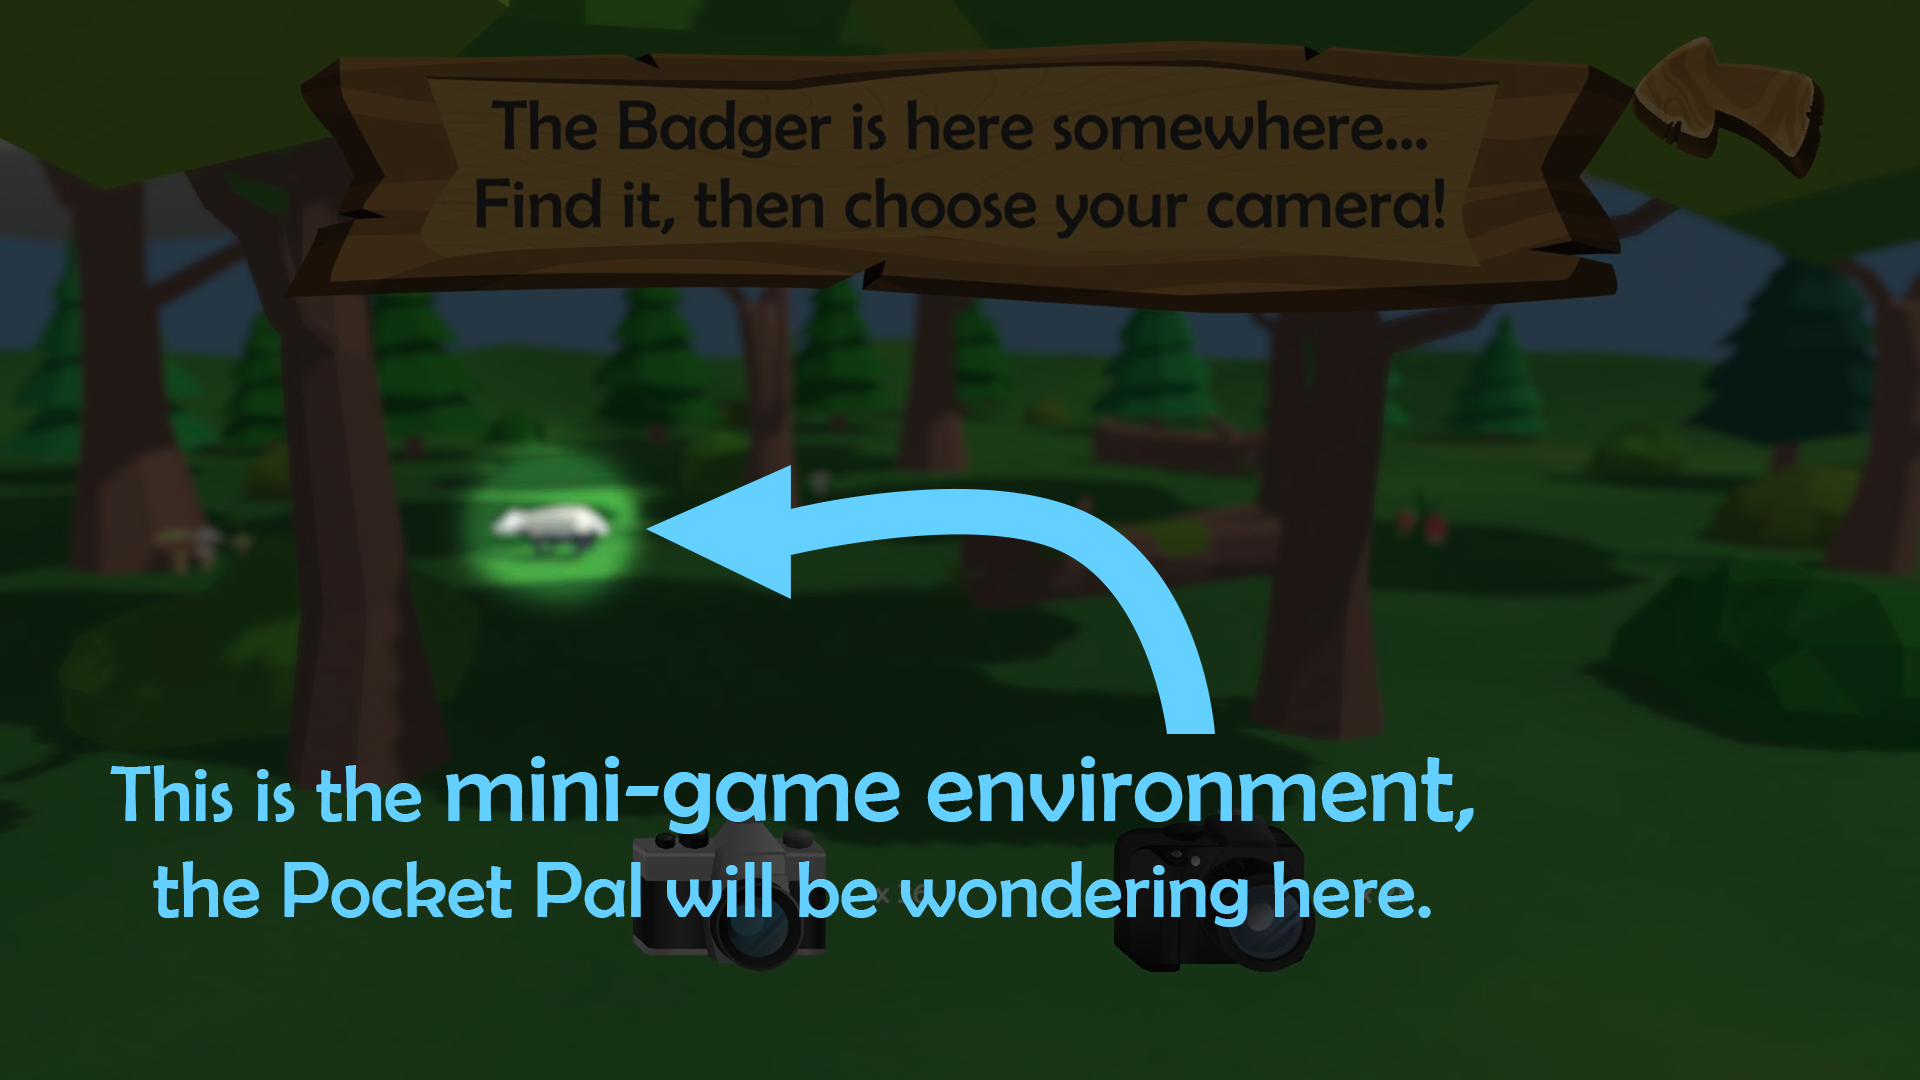 The Badger is here somewhere...
Find it, then choose your camera!
This is the mini-game environment,
the Pocket Pal will be wondering here.